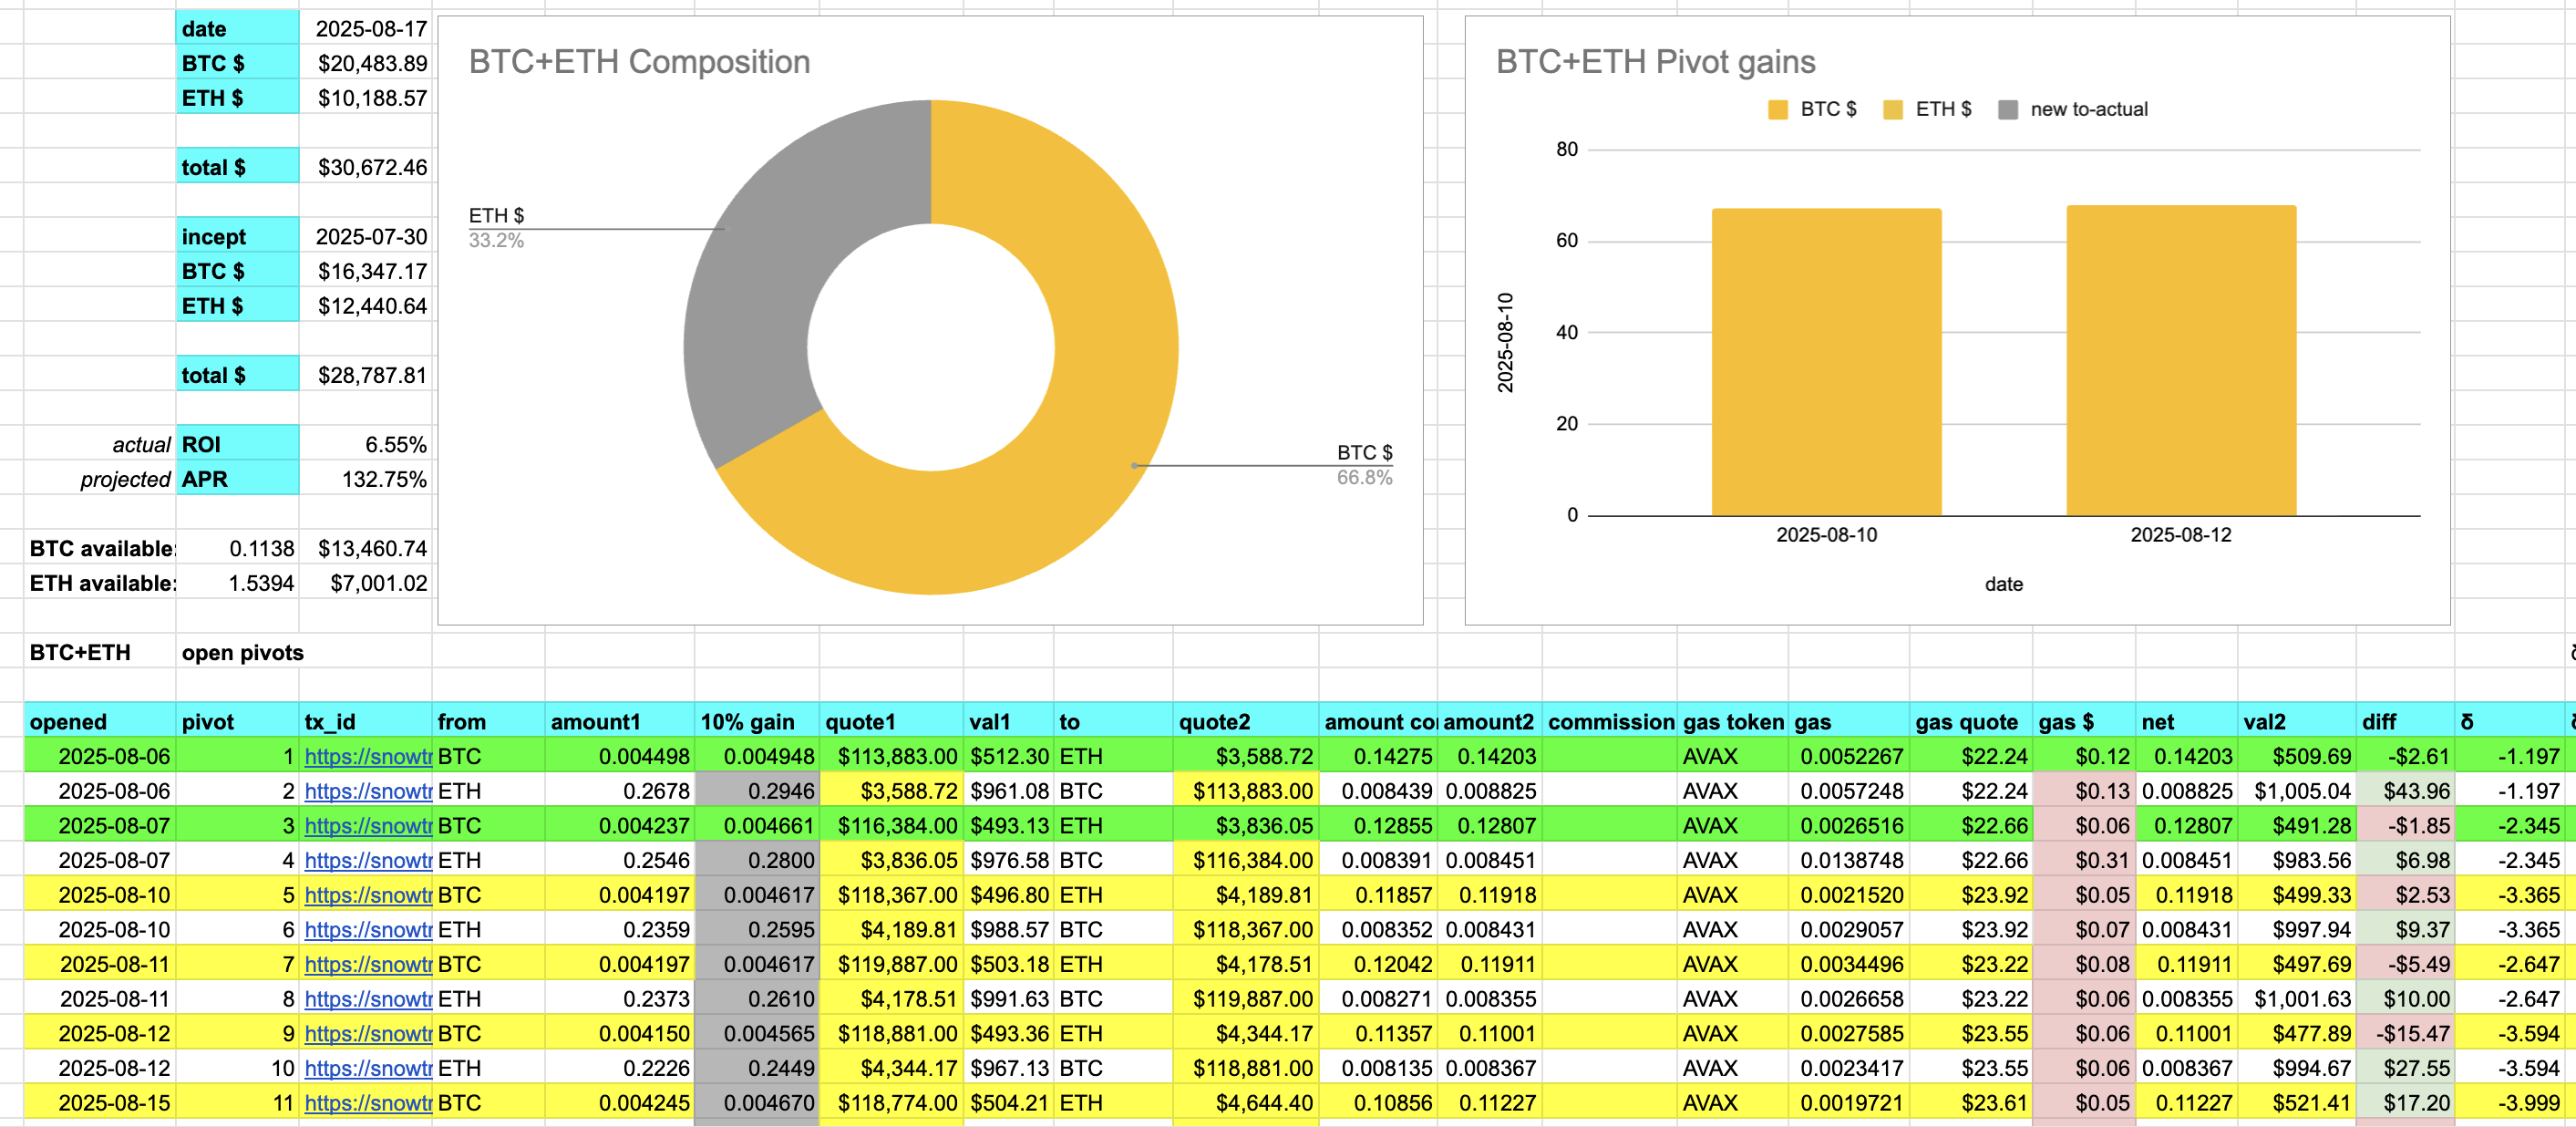 date 2025-08-17
BTC $ $20,483.89
ETH $ $10,188.57
total $ $30,672.46
incept 2025-07-30
BTC $ $16,347.17
ETH $ $12,440.64
total $ $28,787.81
actual ROI 6.55%
projected APR 132.75%
BTC available: 0.1138 $13,460.74
ETH available: 1.5394 $7,001.02
BTC+ETH Composition
ETH $
33.2%
BTC $
66.8%
BTC+ETH Pivot gains
BTC $ ETH $ new to-actual
80
60
40
20
0
2025-08-10
2025-08-10 2025-08-12
date
BTC+ETH open pivots
opened pivot tx_id from amount1 10% gain quote1 val1 to quote2 amount co amount2 commission gas token gas gas quote gas $ net val2 diff δ
2025-08-06 1 https://snowtr BTC 0.004498 0.004948 $113,883.00 $512.30 ETH $3,588.72 0.14275 0.14203 AVAX 0.0052267 $22.24 $0.12 0.14203 $509.69 -$2.61 -1.197
2025-08-06 2 https://snowtr ETH 0.2678 0.2946 $3,588.72 $961.08 BTC $113,883.00 0.008439 0.008825 AVAX 0.0057248 $22.24 $0.13 0.008825 $1,005.04 $43.96 -1.197
2025-08-07 3 https://snowtr BTC 0.004237 0.004661 $116,384.00 $493.13 ETH $3,836.05 0.12855 0.12807 AVAX 0.0026516 $22.66 $0.06 0.12807 $491.28 -$1.85 -2.345
2025-08-07 4 https://snowtr ETH 0.2546 0.2800 $3,836.05 $976.58 BTC $116,384.00 0.008391 0.008451 AVAX 0.0138748 $22.66 $0.31 0.008451 $983.56 $6.98 -2.345
2025-08-10 5 https://snowtr BTC 0.004197 0.004617 $118,367.00 $496.80 ETH $4,189.81 0.11857 0.11918 AVAX 0.0021520 $23.92 $0.05 0.11918 $499.33 $2.53 -3.365
2025-08-10 6 https://snowtr ETH 0.2359 0.2595 $4,189.81 $988.57 BTC $118,367.00 0.008352 0.008431 AVAX 0.0029057 $23.92 $0.07 0.008431 $997.94 $9.37 -3.365
2025-08-11 7 https://snowtr BTC 0.004197 0.004617 $119,887.00 $503.18 ETH $4,178.51 0.12042 0.11911 AVAX 0.0034496 $23.22 $0.08 0.11911 $497.69 -$5.49 -2.647
2025-08-11 8 https://snowtr ETH 0.2373 0.2610 $4,178.51 $991.63 BTC $119,887.00 0.008271 0.008355 AVAX 0.0026658 $23.22 $0.06 0.008355 $1,001.63 $10.00 -2.647
2025-08-12 9 https://snowtr BTC 0.004150 0.004565 $118,881.00 $493.36 ETH $4,344.17 0.11357 0.11001 AVAX 0.0027585 $23.55 $0.06 0.11001 $477.89 -$15.47 -3.594
2025-08-12 10 https://snowtr ETH 0.2226 0.2449 $4,344.17 $967.13 BTC $118,881.00 0.008135 0.008367 AVAX 0.0023417 $23.55 $0.06 0.008367 $994.67 $27.55 -3.594
2025-08-15 11 https://snowtr BTC 0.004245 0.004670 $118,774.00 $504.21 ETH $4,644.40 0.10856 0.11227 AVAX 0.0019721 $23.61 $0.05 0.11227 $521.41 $17.20 -3.999